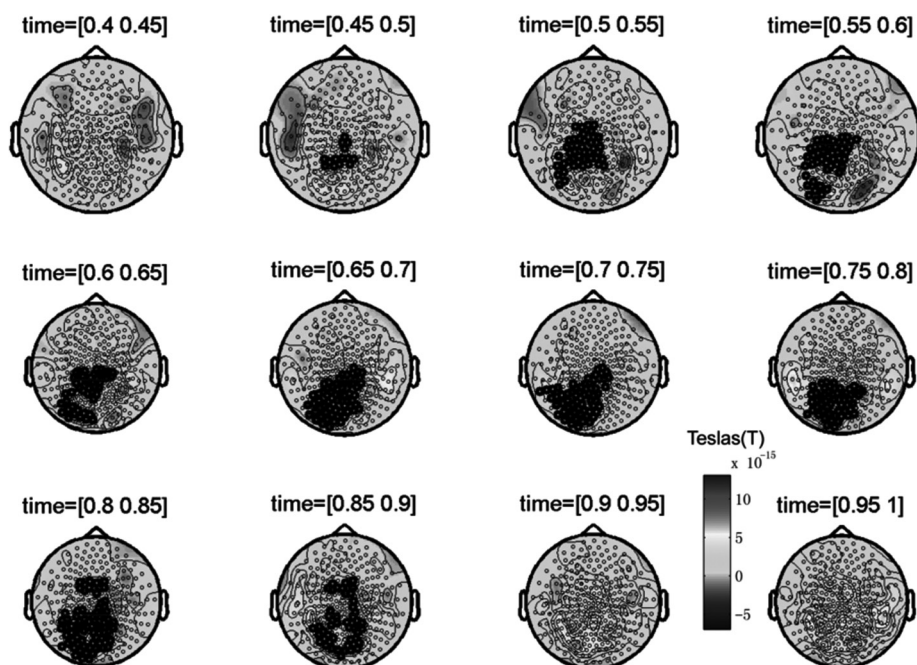 time=[0.4 0.45]
time=[0.45 0.5]
time=[0.5 0.55]
time=[0.55 0.6]
time=[0.6 0.65]
time=[0.65 0.7]
time=[0.7 0.75]
time=[0.75 0.8]
Teslas(T)
x 10⁻¹⁵
10
5
0
-5
time=[0.8 0.85]
time=[0.85 0.9]
time=[0.9 0.95]
time=[0.95 1]